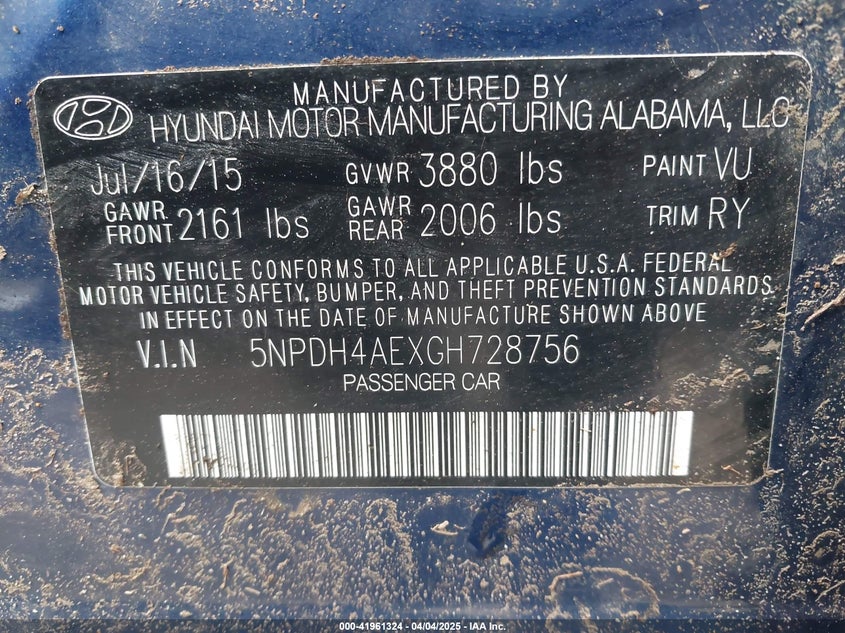 MANUFACTURED BY
HYUNDAI MOTOR MANUFACTURING ALABAMA, LLC
Jul/16/15 GVWR 3880 lbs PAINT VU
GAWR FRONT 2161 lbs GAWR REAR 2006 lbs TRIM RY
THIS VEHICLE CONFORMS TO ALL APPLICABLE U.S.A. FEDERAL
MOTOR VEHICLE SAFETY, BUMPER, AND THEFT PREVENTION STANDARDS
IN EFFECT ON THE DATE OF MANUFACTURE SHOWN ABOVE
V.I.N 5NPDH4AEXGH728756
PASSENGER CAR
000-41961324 - 04/04/2025 - IAA Inc.